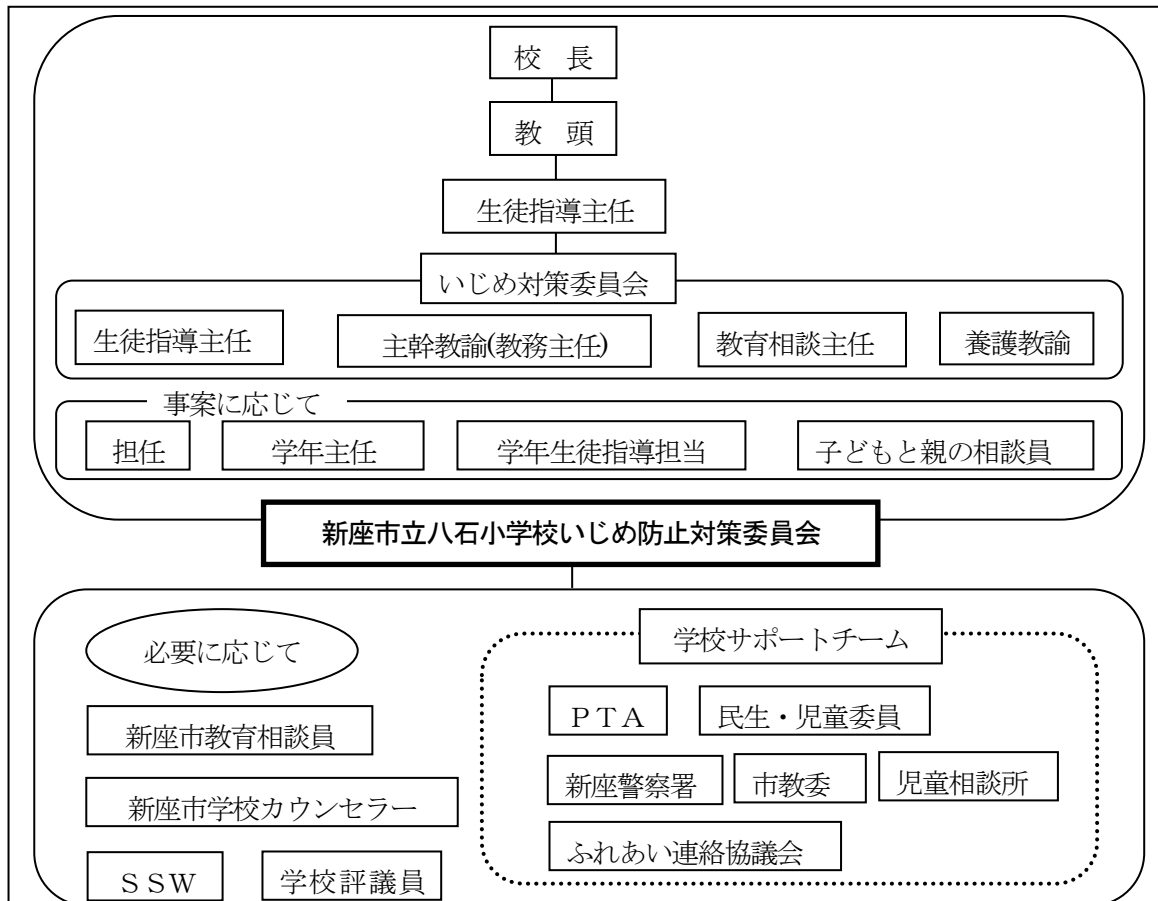 校　長
教　頭
生徒指導主任
いじめ対策委員会
生徒指導主任　主幹教諭(教務主任)　教育相談主任　養護教諭
事案に応じて
担任　学年主任　学年生徒指導担当　子どもと親の相談員
新座市立八石小学校いじめ防止対策委員会
必要に応じて
新座市教育相談員
新座市学校カウンセラー
ＳＳＷ　学校評議員
学校サポートチーム
ＰＴＡ　民生・児童委員
新座警察署　市教委　児童相談所
ふれあい連絡協議会